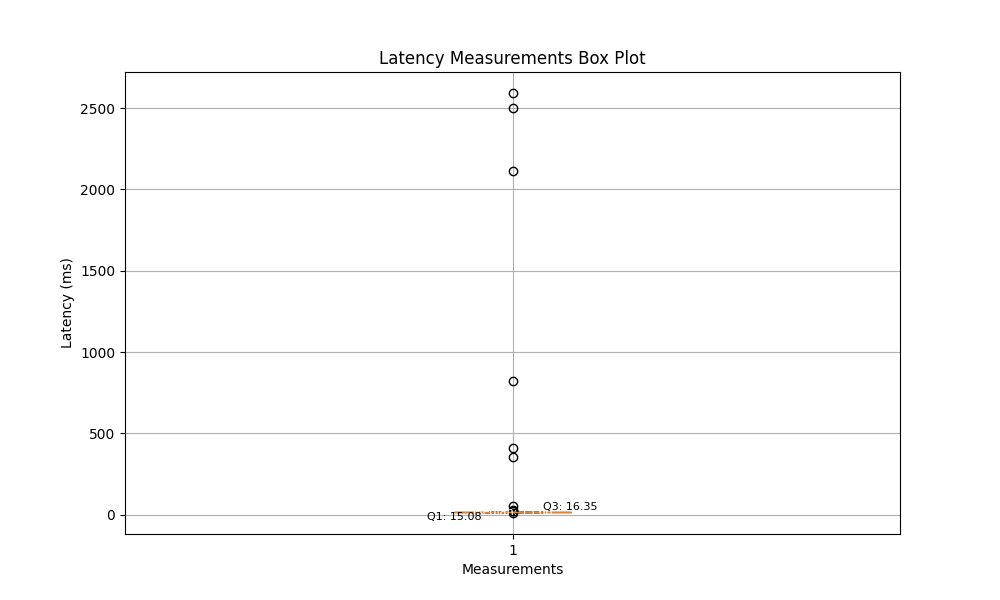 Latency Measurements Box Plot
2500
2000
1500
1000
500
0
Latency (ms)
Q3: 16.35
Q1: 15.08
1
Measurements